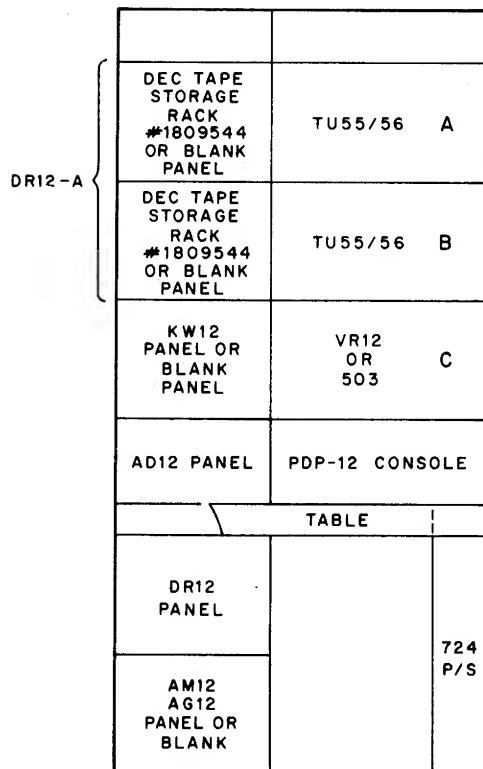 DR12-A
DEC TAPE
STORAGE
RACK
#1809544
OR BLANK
PANEL
TU55/56 A
DEC TAPE
STORAGE
RACK
#1809544
OR BLANK
PANEL
TU55/56 B
KW12
PANEL OR
BLANK
PANEL
VR12
OR
503
C
AD12 PANEL
PDP-12 CONSOLE
TABLE
DR12
PANEL
724
P/S
AM12
AG12
PANEL OR
BLANK